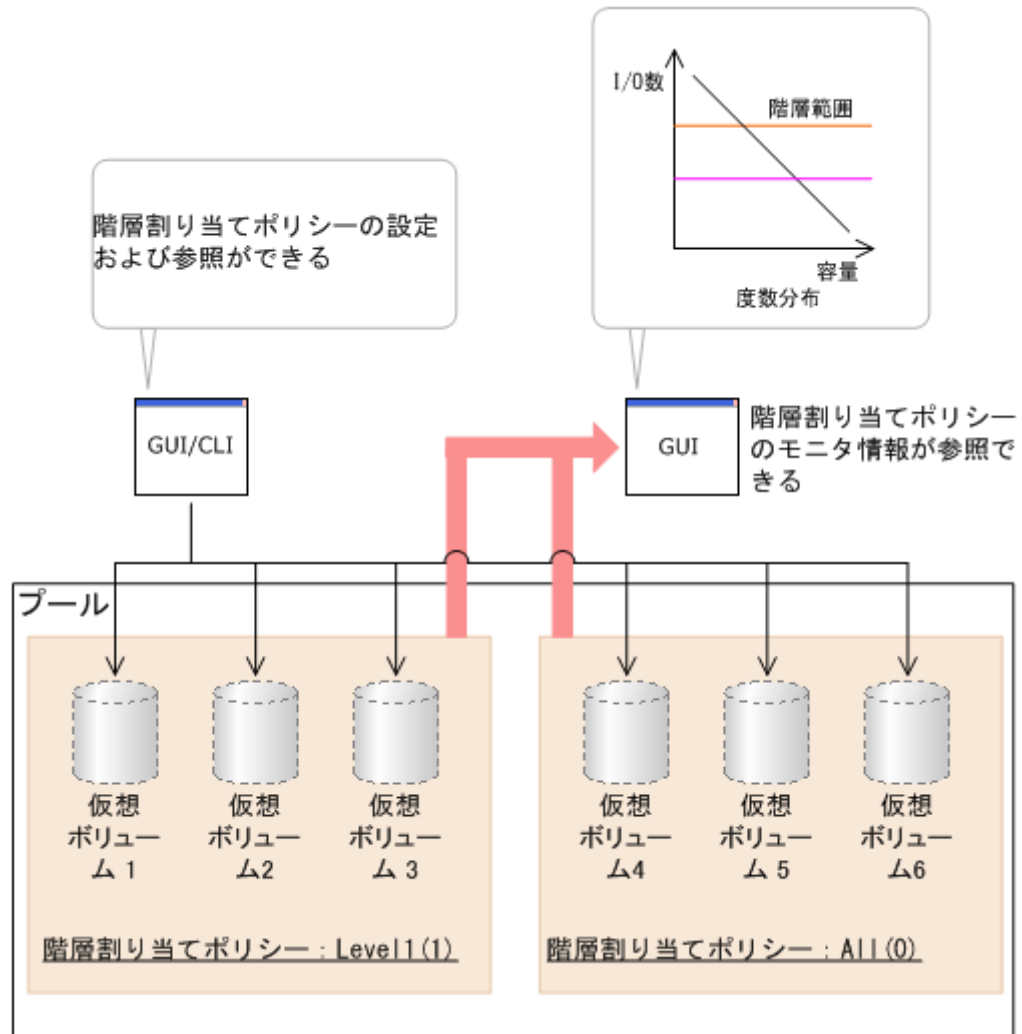 I/O数
階層範囲
容量
度数分布
階層割り当てポリシーの設定
および参照ができる
GUI/CLI
GUI
階層割り当てポリシー
のモニタ情報が参照で
きる
プール
仮想
ボリュー
ム 1
仮想
ボリュー
ム2
仮想
ボリュー
ム 3
仮想
ボリュー
ム4
仮想
ボリュー
ム 5
仮想
ボリュー
ム6
階層割り当てポリシー : Level1(1)
階層割り当てポリシー : All(0)